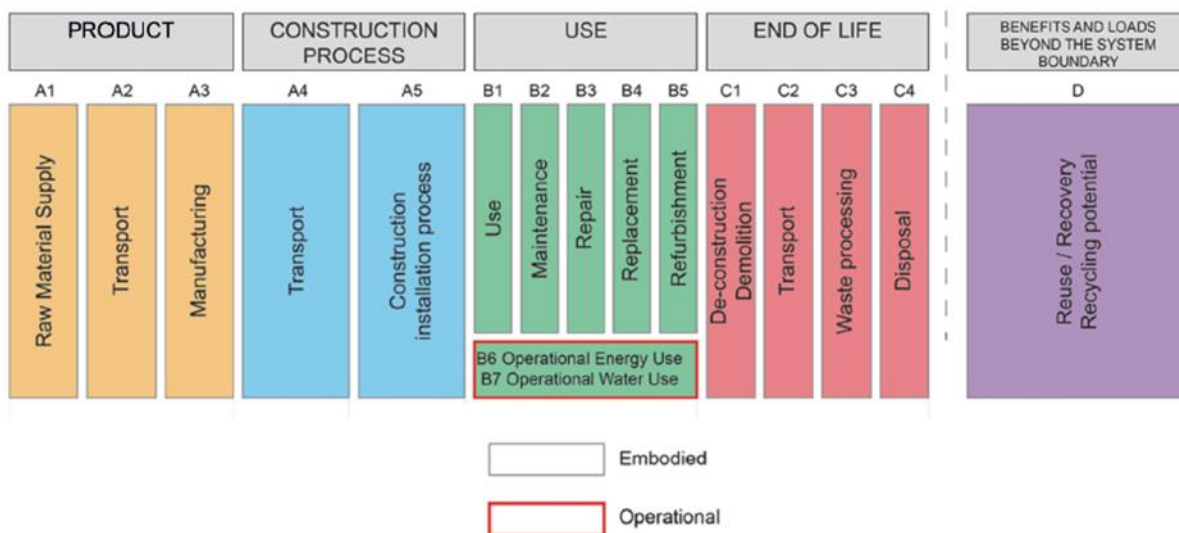 PRODUCT
CONSTRUCTION
PROCESS
USE
END OF LIFE
BENEFITS AND LOADS
BEYOND THE SYSTEM
BOUNDARY
A1
A2
A3
A4
A5
B1
B2
B3
B4
B5
C1
C2
C3
C4
D
Raw Material Supply
Transport
Manufacturing
Transport
Construction
installation process
Use
Maintenance
Repair
Replacement
Refurbishment
De-construction
Demolition
Transport
Waste processing
Disposal
Reuse / Recovery
Recycling potential
B6 Operational Energy Use
B7 Operational Water Use
Embodied
Operational